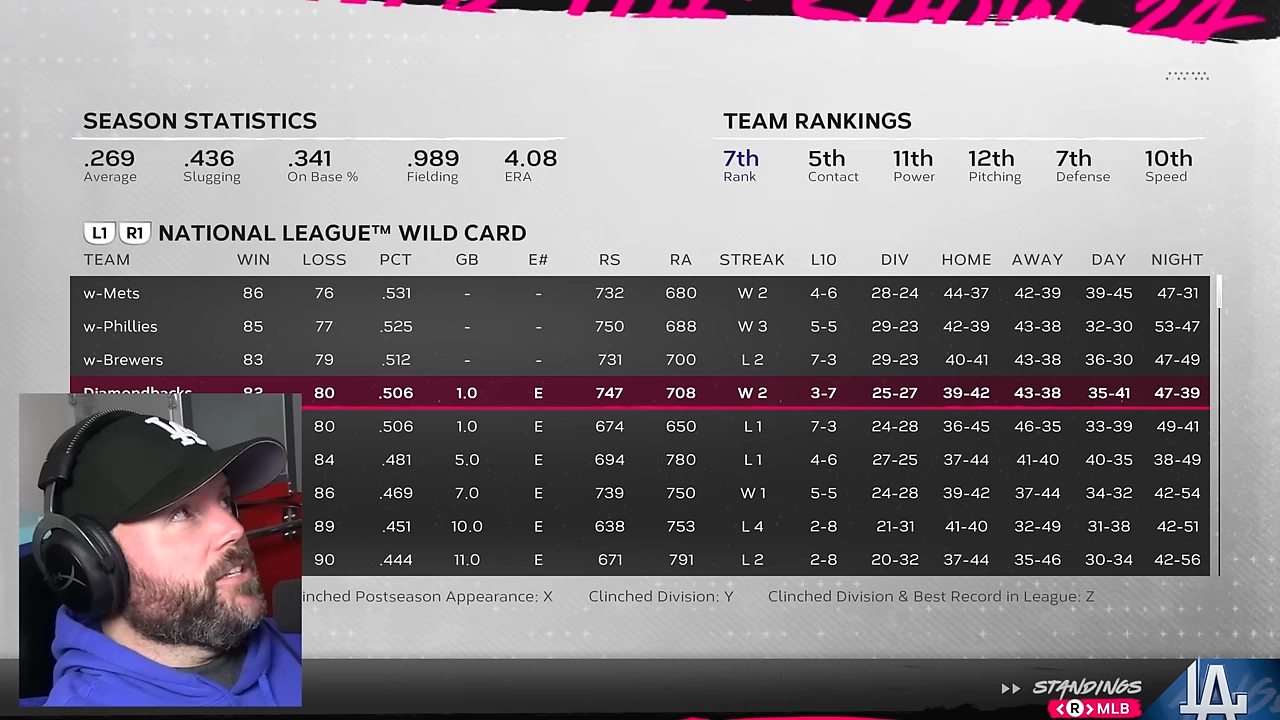 THE SHOW 24
SEASON STATISTICS
.269 .436 .341 .989 4.08
Average Slugging On Base % Fielding ERA
TEAM RANKINGS
7th 5th 11th 12th 7th 10th
Rank Contact Power Pitching Defense Speed
L1 R1 NATIONAL LEAGUE™ WILD CARD
TEAM WIN LOSS PCT GB E# RS RA STREAK L10 DIV HOME AWAY DAY NIGHT
w-Mets 86 76 .531 - - 732 680 W 2 4-6 28-24 44-37 42-39 39-45 47-31
w-Phillies 85 77 .525 - - 750 688 W 3 5-5 29-23 42-39 43-38 32-30 53-47
w-Brewers 83 79 .512 - - 731 700 L 2 7-3 29-23 40-41 43-38 36-30 47-49
Diamondbacks 82 80 .506 1.0 E 747 708 W 2 3-7 25-27 39-42 43-38 35-41 47-39
80 .506 1.0 E 674 650 L 1 7-3 24-28 36-45 46-35 33-39 49-41
84 .481 5.0 E 694 780 L 1 4-6 27-25 37-44 41-40 40-35 38-49
86 .469 7.0 E 739 750 W 1 5-5 24-28 39-42 37-44 34-32 42-54
89 .451 10.0 E 638 753 L 4 2-8 21-31 41-40 32-49 31-38 42-51
90 .444 11.0 E 671 791 L 2 2-8 20-32 37-44 35-46 30-34 42-56
inched Postseason Appearance: X Clinched Division: Y Clinched Division & Best Record in League: Z
STANDINGS
R MLB
LA